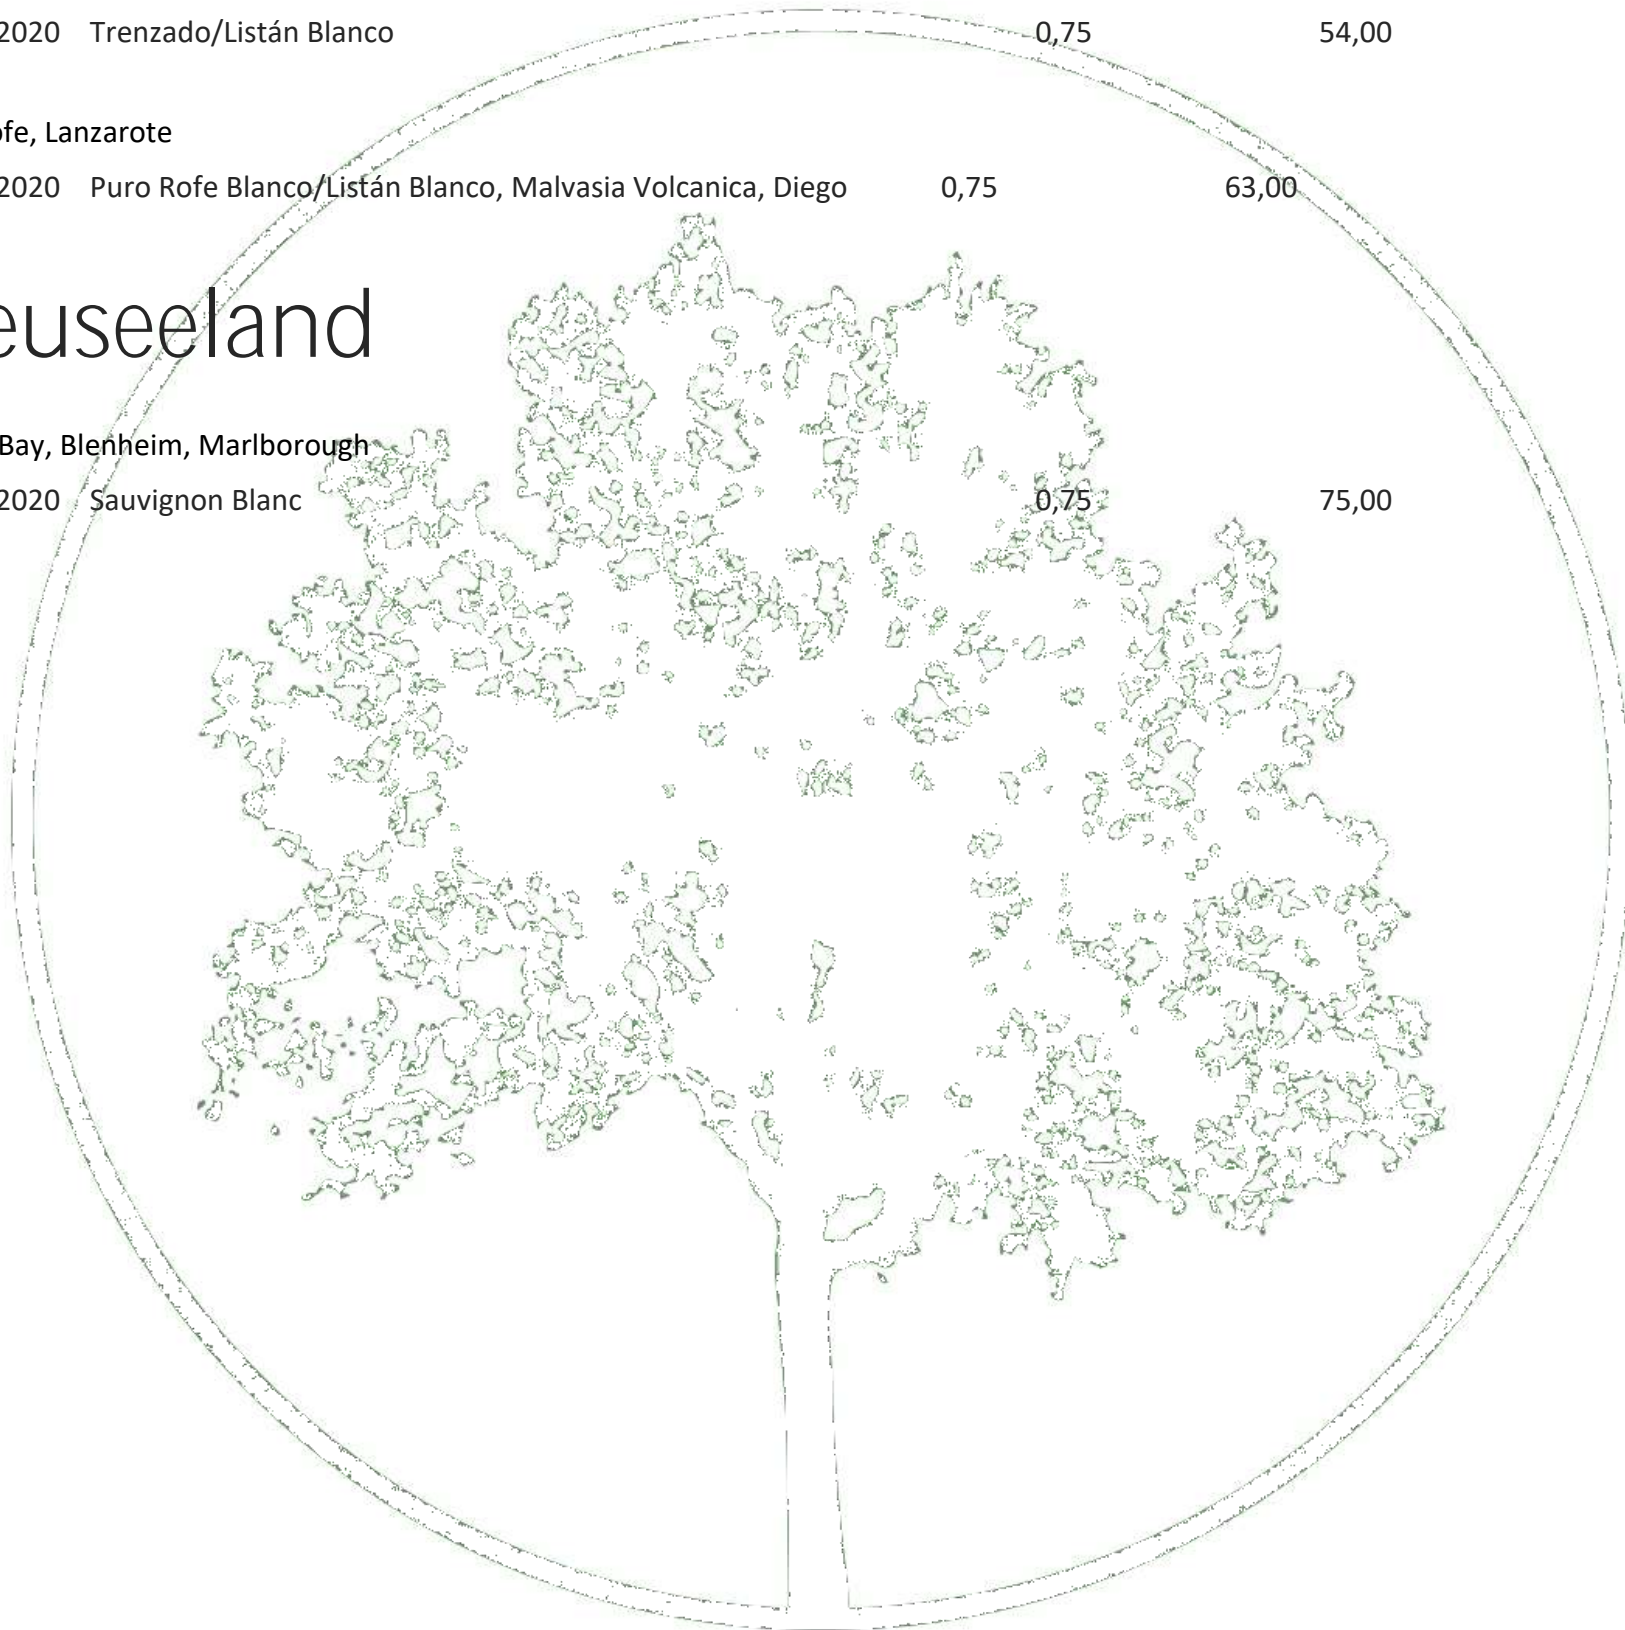 2020 Trenzado/Listán Blanco 0,75 54,00
ofe, Lanzarote
2020 Puro Rofe Blanco/Listán Blanco, Malvasia Volcanica, Diego 0,75 63,00
euseeland
Bay, Blenheim, Marlborough
2020 Sauvignon Blanc 0,75 75,00